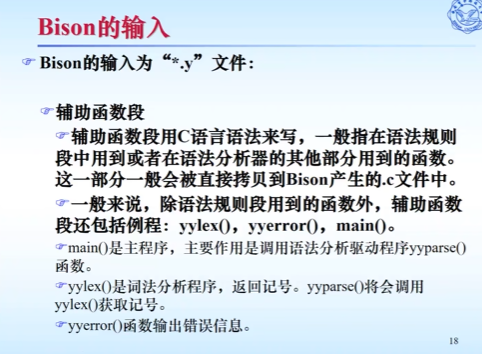 Bison的输入
☞Bison的输入为“*.y”文件：
☞辅助函数段
☞辅助函数段用C语言语法来写，一般指在语法规则
段中用到或者在语法分析器的其他部分用到的函数。
这一部分一般会被直接拷贝到Bison产生的.c文件中。
☞一般来说，除语法规则段用到的函数外，辅助函数
段还包括例程：yylex()，yyerror()，main()。
☞main()是主程序，主要作用是调用语法分析驱动程序yyparse()
函数。
☞yylex()是词法分析程序，返回记号。yyparse()将会调用
yylex()获取记号。
☞yyerror()函数输出错误信息。
18